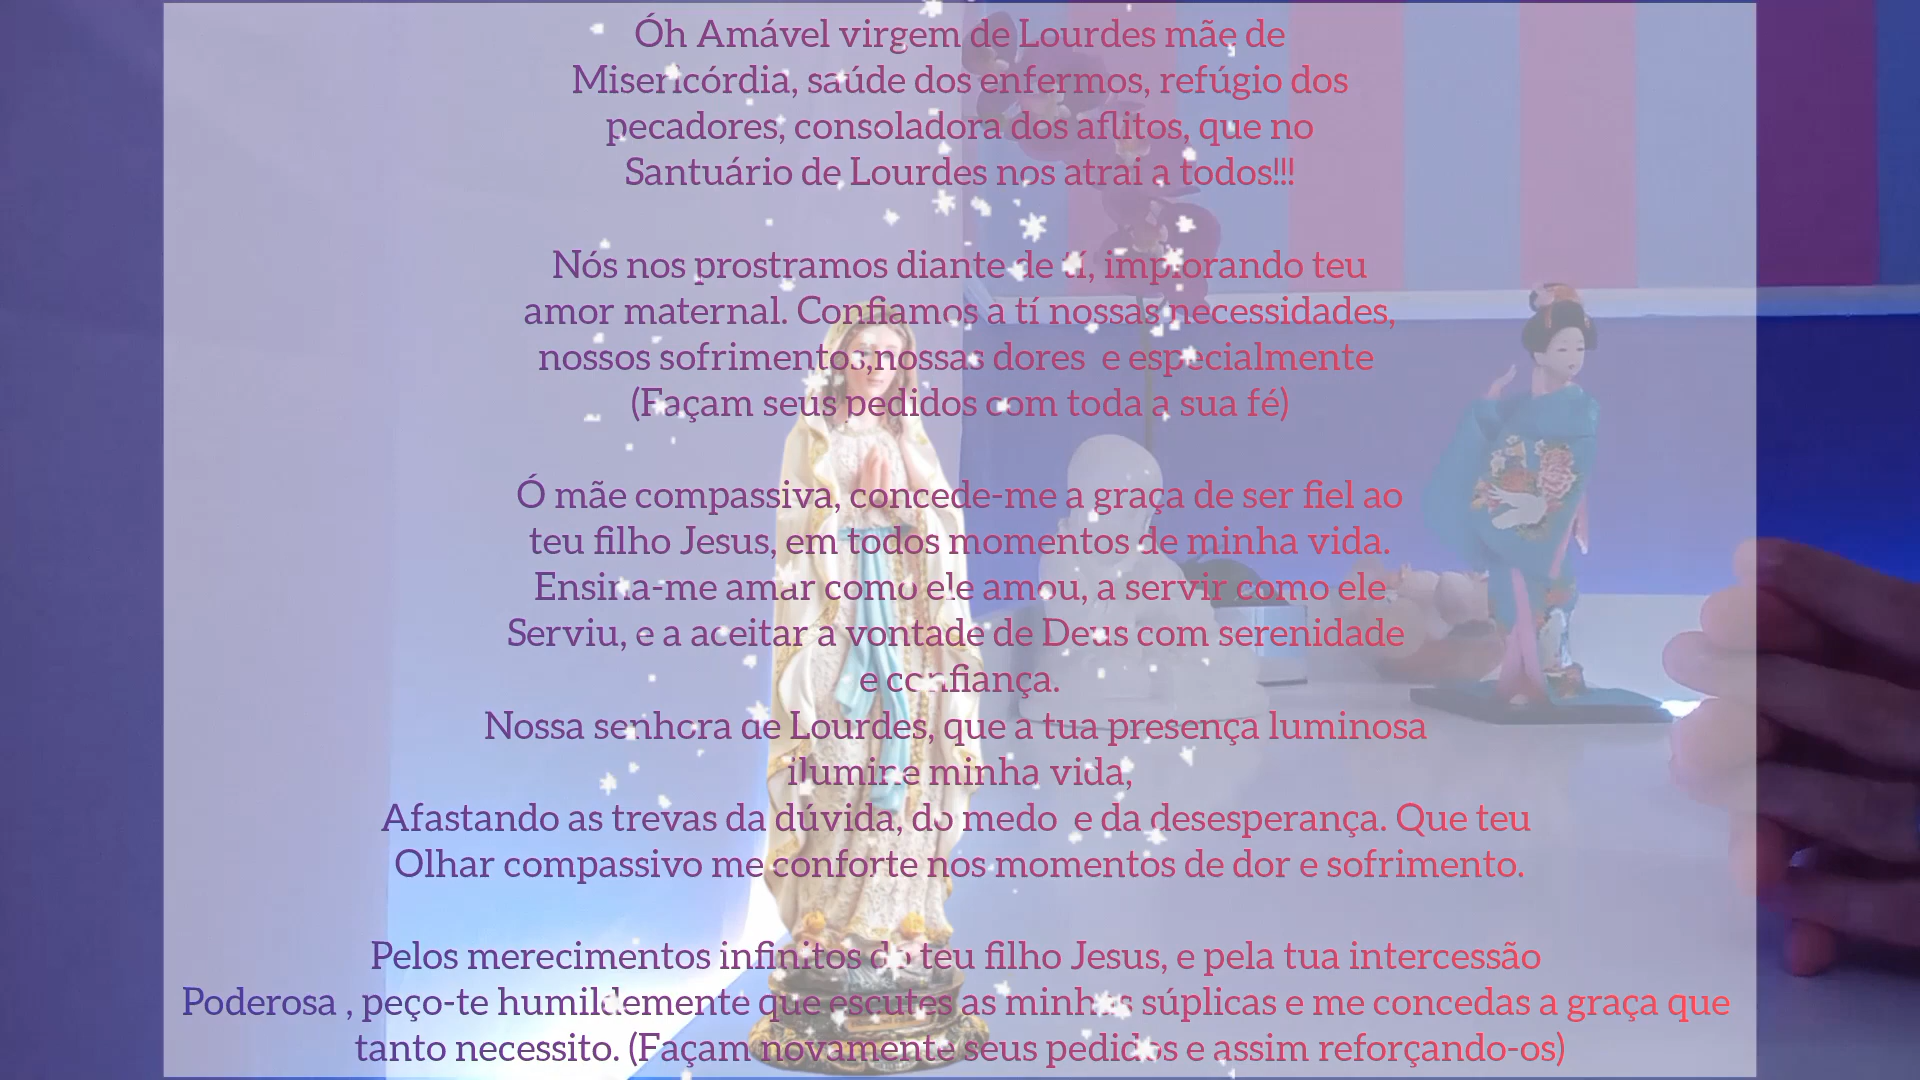 Óh Amável virgem de Lourdes mãe de
Misericórdia, saúde dos enfermos, refúgio dos
pecadores, consoladora dos aflitos, que no
Santuário de Lourdes nos atrai a todos!!!
Nós nos prostramos diante de tí, implorando teu
amor maternal. Confiamos a tí nossas necessidades,
nossos sofrimentos,nossas dores e especialmente
(Façam seus pedidos com toda a sua fé)
Ó mãe compassiva, concede-me a graça de ser fiel ao
teu filho Jesus, em todos momentos de minha vida.
Ensina-me amar como ele amou, a servir como ele
Serviu, e a aceitar a vontade de Deus com serenidade
e confiança.
Nossa senhora de Lourdes, que a tua presença luminosa
ilumine minha vida,
Afastando as trevas da dúvida, do medo e da desesperança. Que teu
Olhar compassivo me conforte nos momentos de dor e sofrimento.
Pelos merecimentos infinitos do teu filho Jesus, e pela tua intercessão
Poderosa , peço-te humildemente que escutes as minhas súplicas e me concedas a graça que
tanto necessito. (Façam novamente seus pedidos e assim reforçando-os)